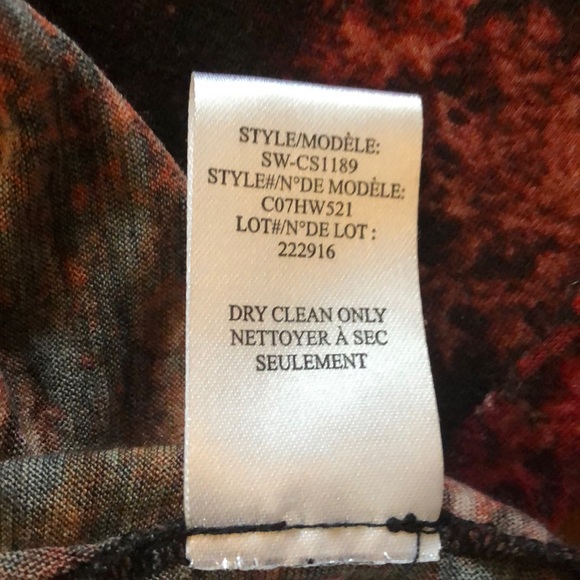 STYLE/MODÈLE:
SW-CS1189
STYLE#/N°DE MODÈLE:
C07HW521
LOT#/N°DE LOT :
222916
DRY CLEAN ONLY
NETTOYER À SEC
SEULEMENT